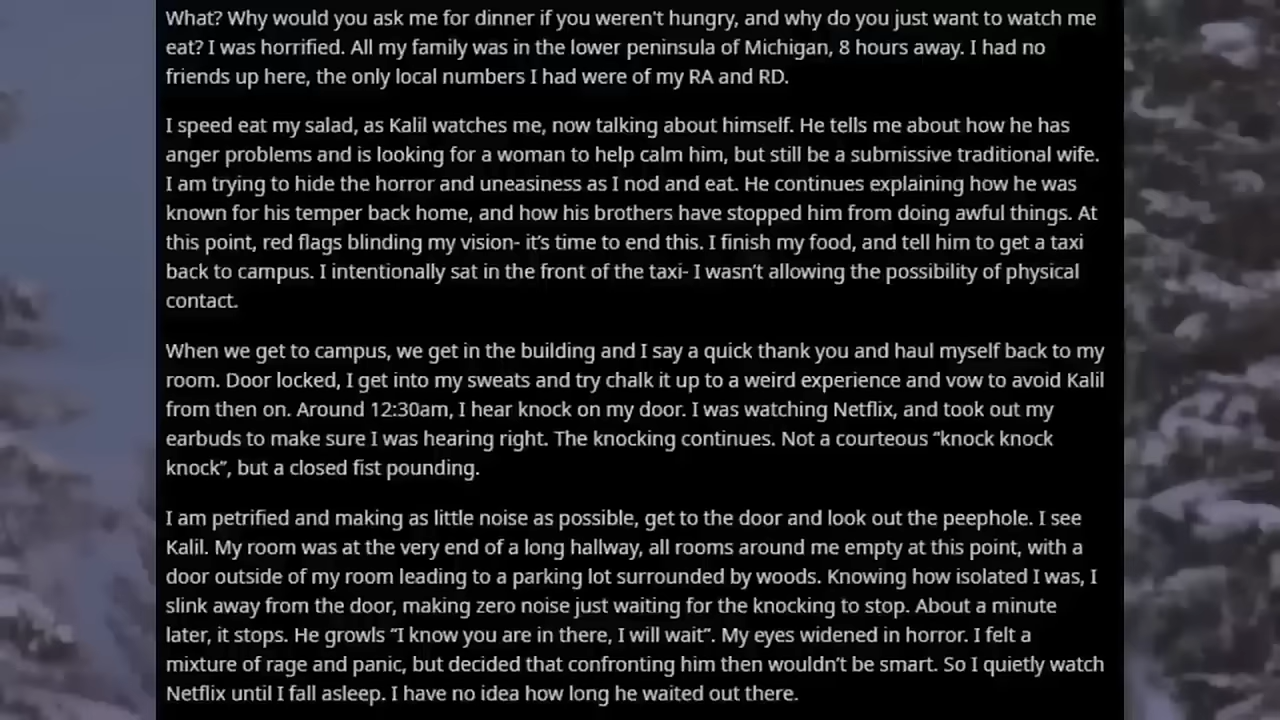 What? Why would you ask me for dinner if you weren't hungry, and why do you just want to watch me
eat? I was horrified. All my family was in the lower peninsula of Michigan, 8 hours away. I had no
friends up here, the only local numbers I had were of my RA and RD.
I speed eat my salad, as Kalil watches me, now talking about himself. He tells me about how he has
anger problems and is looking for a woman to help calm him, but still be a submissive traditional wife.
I am trying to hide the horror and uneasiness as I nod and eat. He continues explaining how he was
known for his temper back home, and how his brothers have stopped him from doing awful things. At
this point, red flags blinding my vision- it’s time to end this. I finish my food, and tell him to get a taxi
back to campus. I intentionally sat in the front of the taxi- I wasn’t allowing the possibility of physical
contact.
When we get to campus, we get in the building and I say a quick thank you and haul myself back to my
room. Door locked, I get into my sweats and try chalk it up to a weird experience and vow to avoid Kalil
from then on. Around 12:30am, I hear knock on my door. I was watching Netflix, and took out my
earbuds to make sure I was hearing right. The knocking continues. Not a courteous “knock knock
knock”, but a closed fist pounding.
I am petrified and making as little noise as possible, get to the door and look out the peephole. I see
Kalil. My room was at the very end of a long hallway, all rooms around me empty at this point, with a
door outside of my room leading to a parking lot surrounded by woods. Knowing how isolated I was, I
slink away from the door, making zero noise just waiting for the knocking to stop. About a minute
later, it stops. He growls “I know you are in there, I will wait”. My eyes widened in horror. I felt a
mixture of rage and panic, but decided that confronting him then wouldn’t be smart. So I quietly watch
Netflix until I fall asleep. I have no idea how long he waited out there.